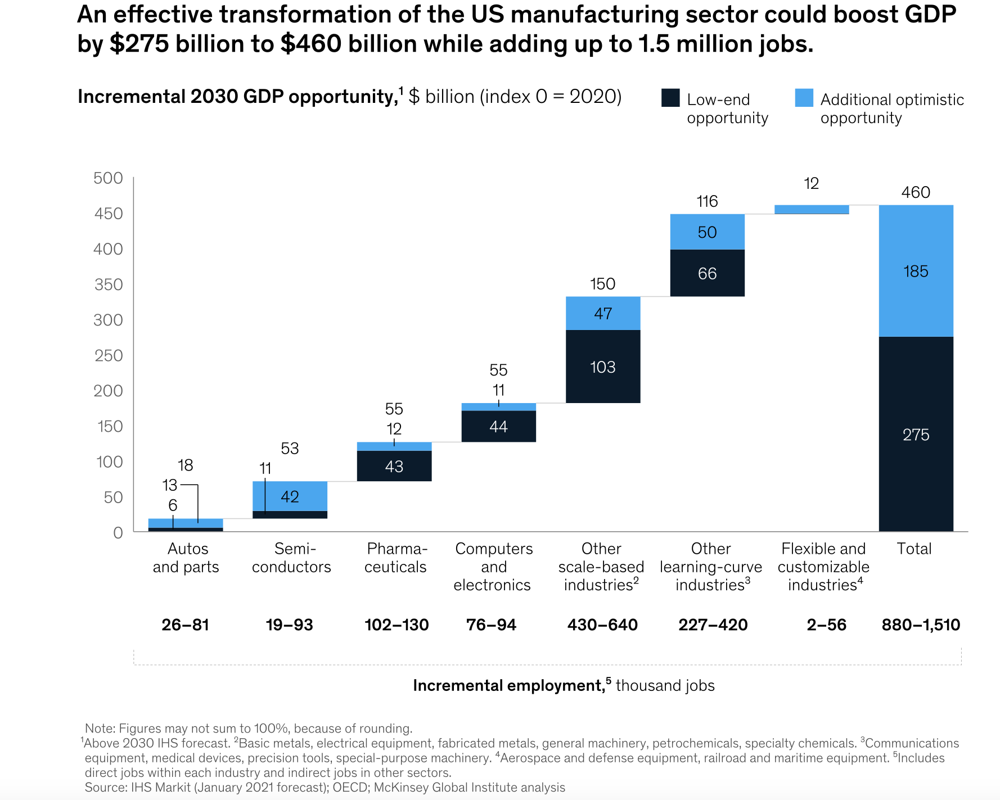 An effective transformation of the US manufacturing sector could boost GDP
by $275 billion to $460 billion while adding up to 1.5 million jobs.
Incremental 2030 GDP opportunity,¹ $ billion (index 0 = 2020)
Low-end
opportunity
Additional optimistic
opportunity
500
450
400
350
300
250
200
150
100
50
0
18
13
6
53
11
42
55
12
43
55
11
44
150
47
103
116
50
66
12
460
185
275
Autos
and parts
Semi-
conductors
Pharma-
ceuticals
Computers
and
electronics
Other
scale-based
industries²
Other
learning-curve
industries³
Flexible and
customizable
industries⁴
Total
26–81
19–93
102–130
76–94
430–640
227–420
2–56
880–1,510
Incremental employment,⁵ thousand jobs
Note: Figures may not sum to 100%, because of rounding.
¹Above 2030 IHS forecast. ²Basic metals, electrical equipment, fabricated metals, general machinery, petrochemicals, specialty chemicals. ³Communications
equipment, medical devices, precision tools, special-purpose machinery. ⁴Aerospace and defense equipment, railroad and maritime equipment. ⁵Includes
direct jobs within each industry and indirect jobs in other sectors.
Source: IHS Markit (January 2021 forecast); OECD; McKinsey Global Institute analysis